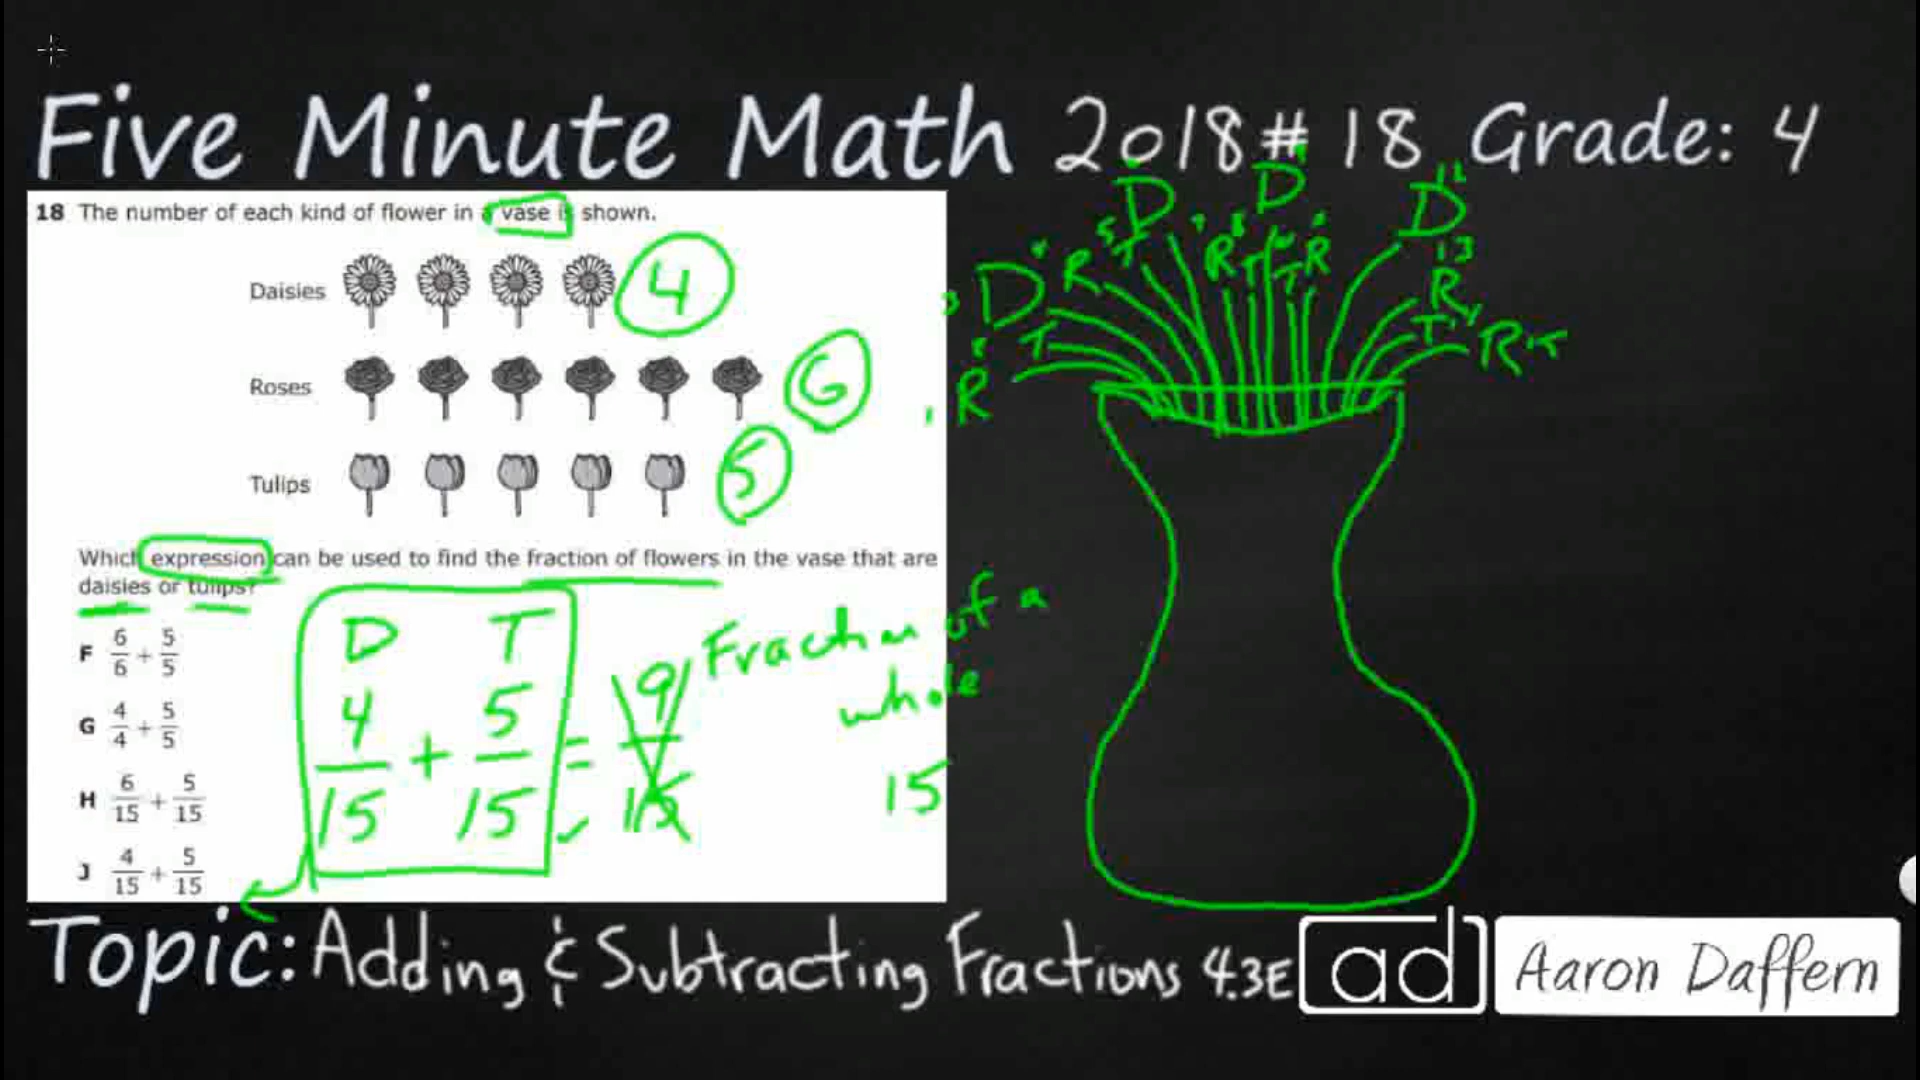 Five Minute Math 2018 #18 Grade: 4
18 The number of each kind of flower in a vase is shown.
Daisies 4
Roses 6
Tulips 5
Which expression can be used to find the fraction of flowers in the vase that are
daisies or tulips?
F 6/6 + 5/5
G 4/4 + 5/5
H 6/15 + 5/15
J 4/15 + 5/15
D T
4/15 + 5/15 = 9/15
Fraction of a
whole
15
D D D
D R T R T T R R
T T R
R
Topic: Adding & Subtracting Fractions 4.3E
ad
Aaron Daffern